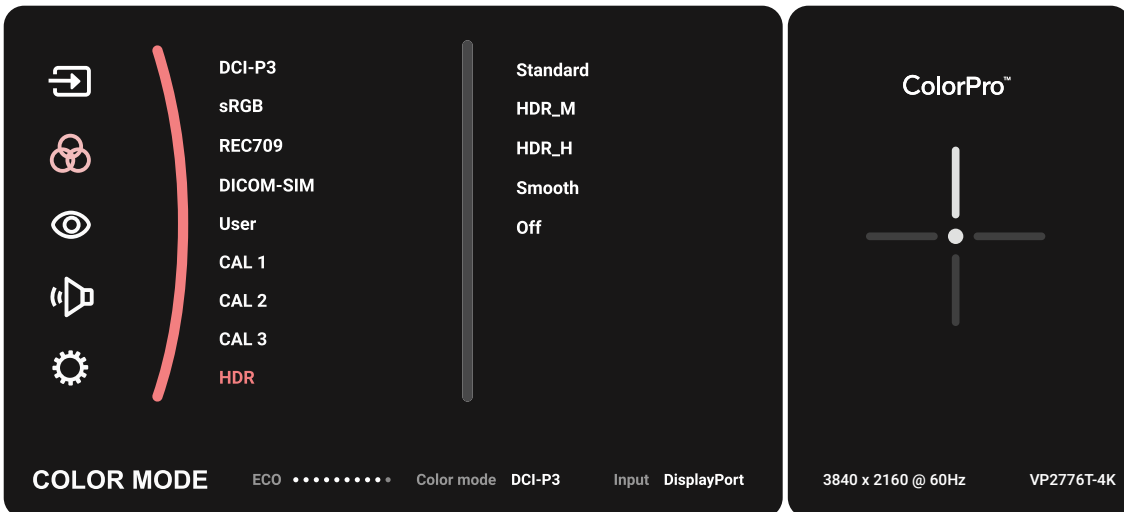 DCI-P3
sRGB
REC709
DICOM-SIM
User
CAL 1
CAL 2
CAL 3
HDR
Standard
HDR_M
HDR_H
Smooth
Off
COLOR MODE
ECO
Color mode DCI-P3
Input DisplayPort
ColorPro™
3840 x 2160 @ 60Hz
VP2776T-4K